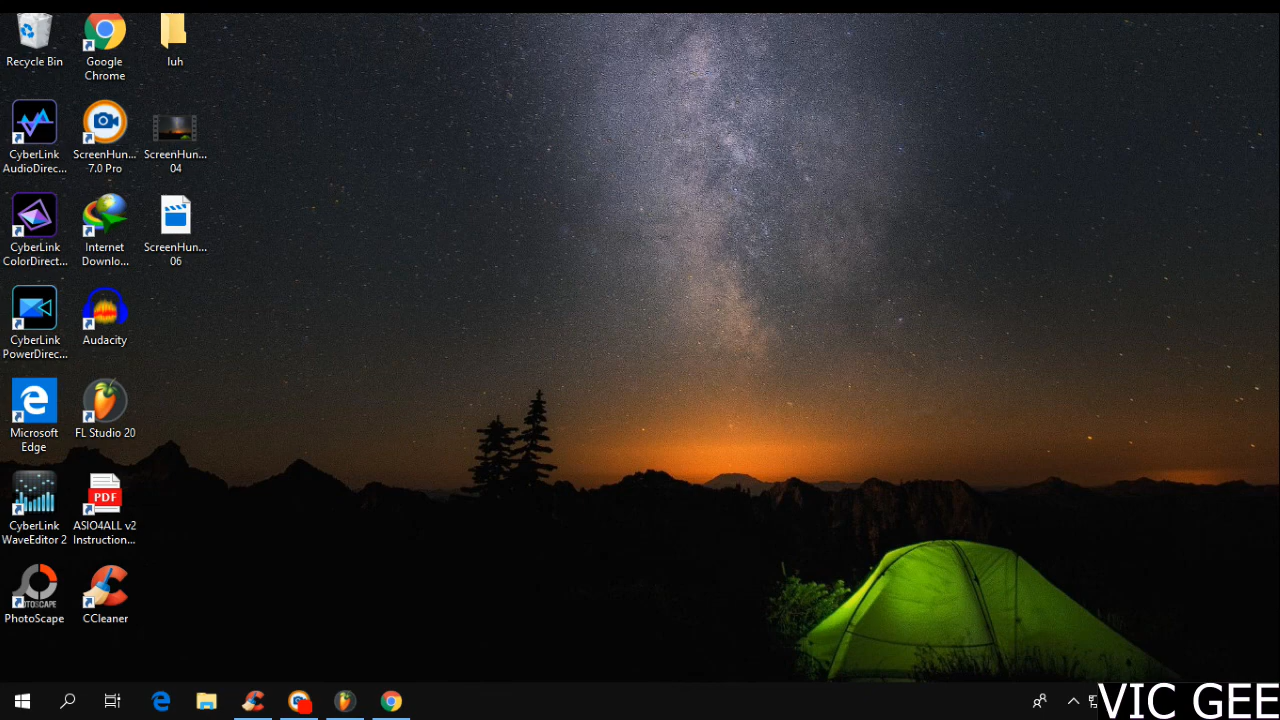 Recycle Bin
Google
Chrome
luh
CyberLink
AudioDirec...
ScreenHun...
7.0 Pro
ScreenHun...
04
CyberLink
ColorDirect...
Internet
Downlo...
ScreenHun...
06
CyberLink
PowerDirec...
Audacity
Microsoft
Edge
FL Studio 20
CyberLink
WaveEditor 2
PDF
ASIO4ALL v2
Instruction...
PhotoScape
CCleaner
VIC GEE